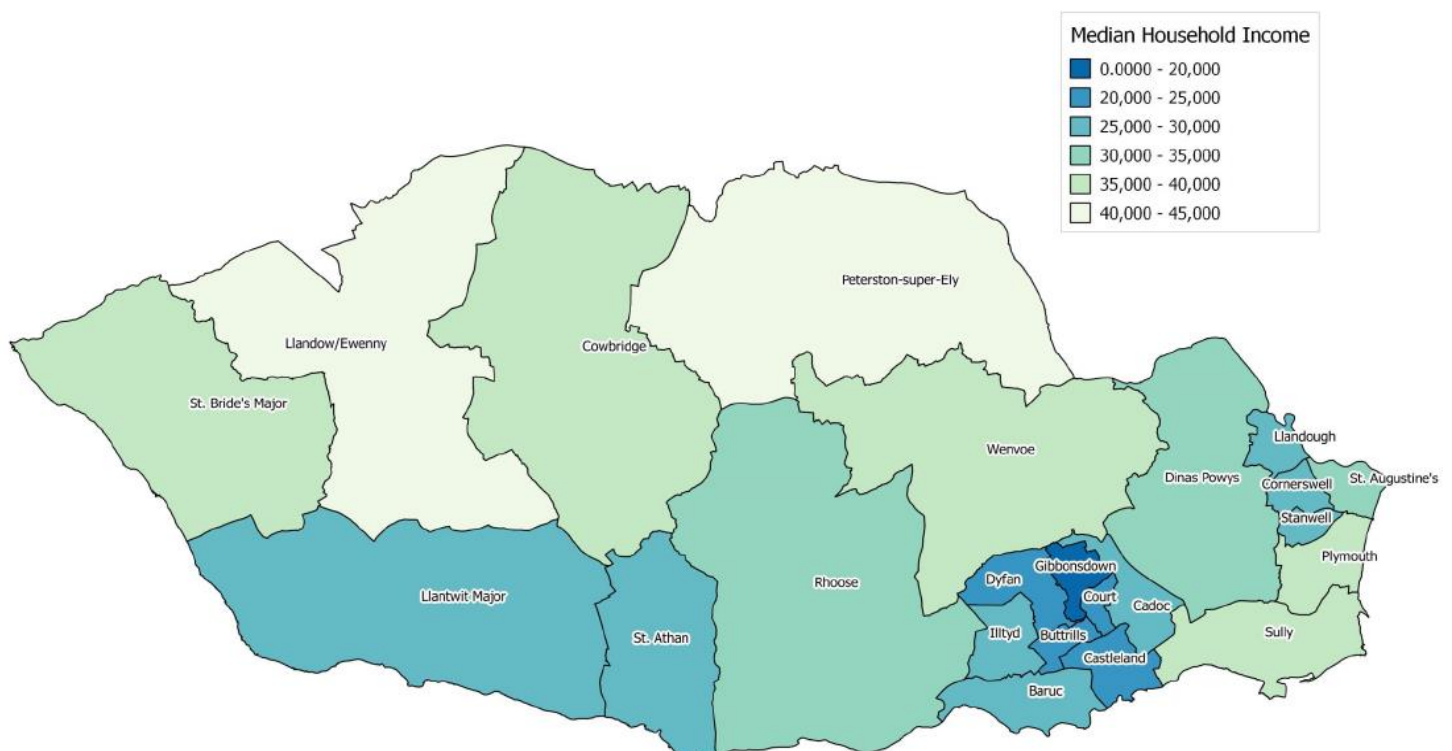 Median Household Income
0.0000 - 20,000
20,000 - 25,000
25,000 - 30,000
30,000 - 35,000
35,000 - 40,000
40,000 - 45,000
Peterston-super-Ely
Llandow/Ewenny
Cowbridge
St. Bride's Major
Wenvoe
Llandough
Dinas Powys
Cornerswell
St. Augustine's
Stanwell
Plymouth
Gibbonsdown
Dyfan
Rhoose
Llantwit Major
Court
Cadoc
St. Athan
Illtyd
Buttrills
Sully
Castleland
Baruc